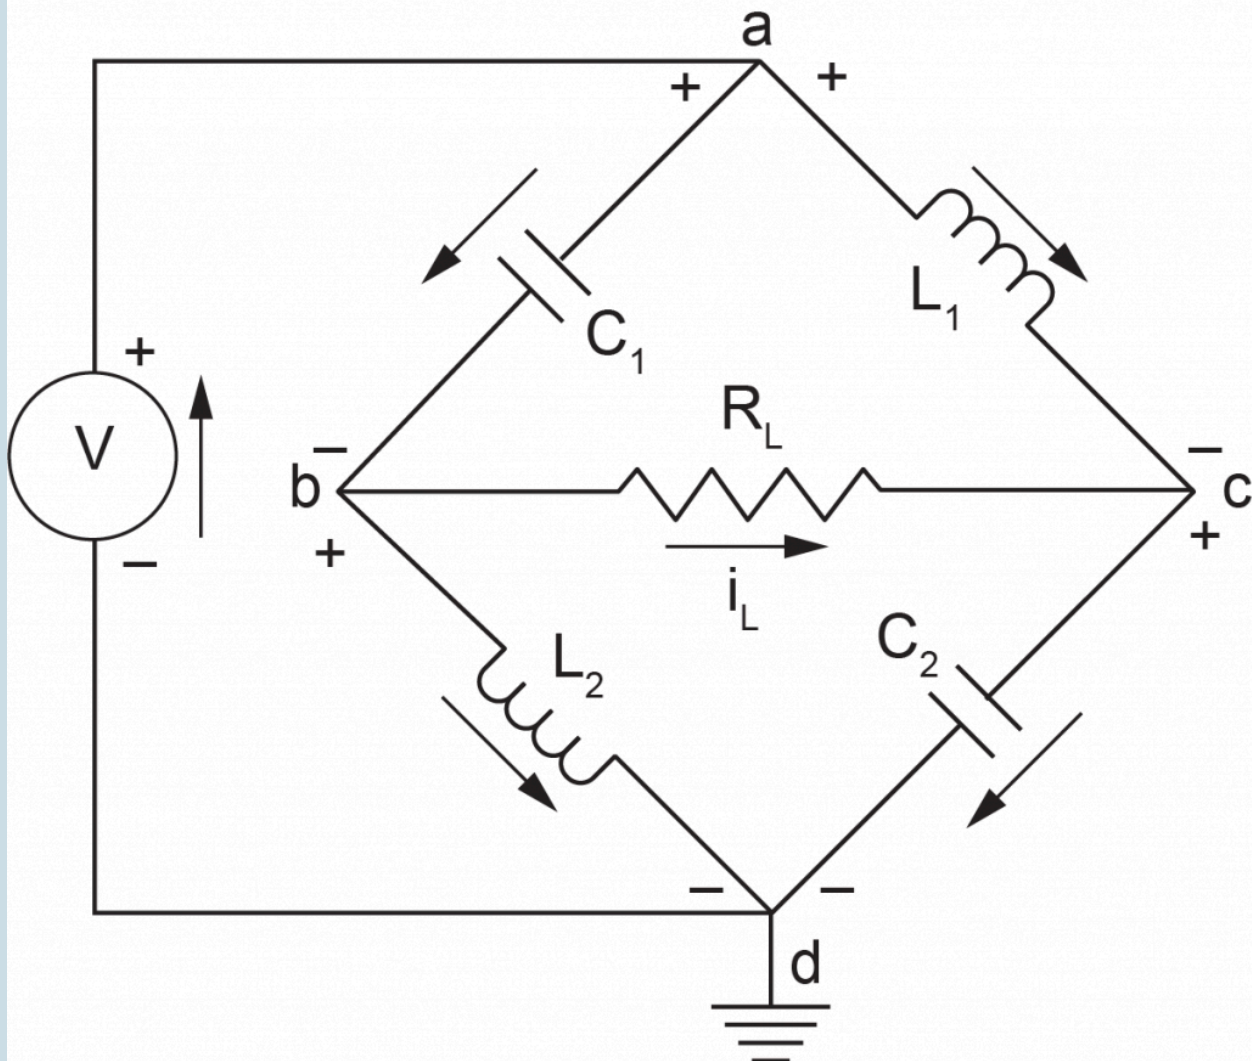 a
+ +
C1
L1
+
V
RL
– –
b c
+ +
–
iL
C2
L2
– –
d